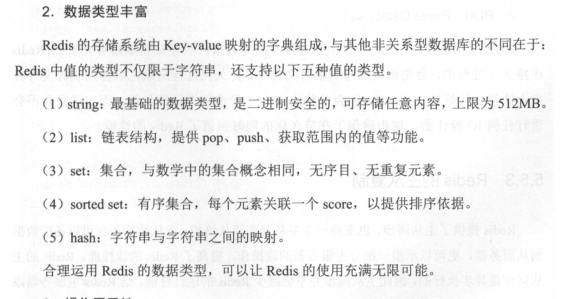 2．数据类型丰富
Redis 的存储系统由 Key-value 映射的字典组成，与其他非关系型数据库的不同在于：
Redis 中值的类型不仅限于字符串，还支持以下五种值的类型。
（1）string：最基础的数据类型，是二进制安全的，可存储任意内容，上限为 512MB。
（2）list：链表结构，提供 pop、push、获取范围内的值等功能。
（3）set：集合，与数学中的集合概念相同，无序目、无重复元素。
（4）sorted set：有序集合，每个元素关联一个 score，以提供排序依据。
（5）hash：字符串与字符串之间的映射。
合理运用 Redis 的数据类型，可以让 Redis 的使用充满无限可能。